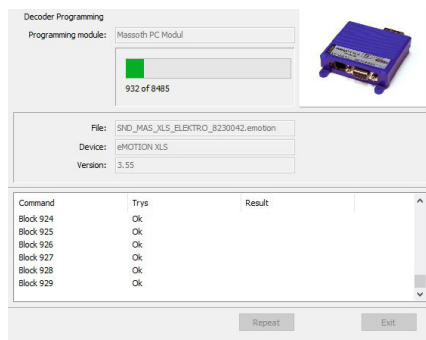 Decoder Programming
Programming module: Massoth PC Modul
932 of 8485
File: SND_MAS_XLS_ELEKTRO_8230042.emotion
Device: eMOTION XLS
Version: 3.55
Command Trys Result
Block 924 Ok
Block 925 Ok
Block 926 Ok
Block 927 Ok
Block 928 Ok
Block 929 Ok
Repeat Exit